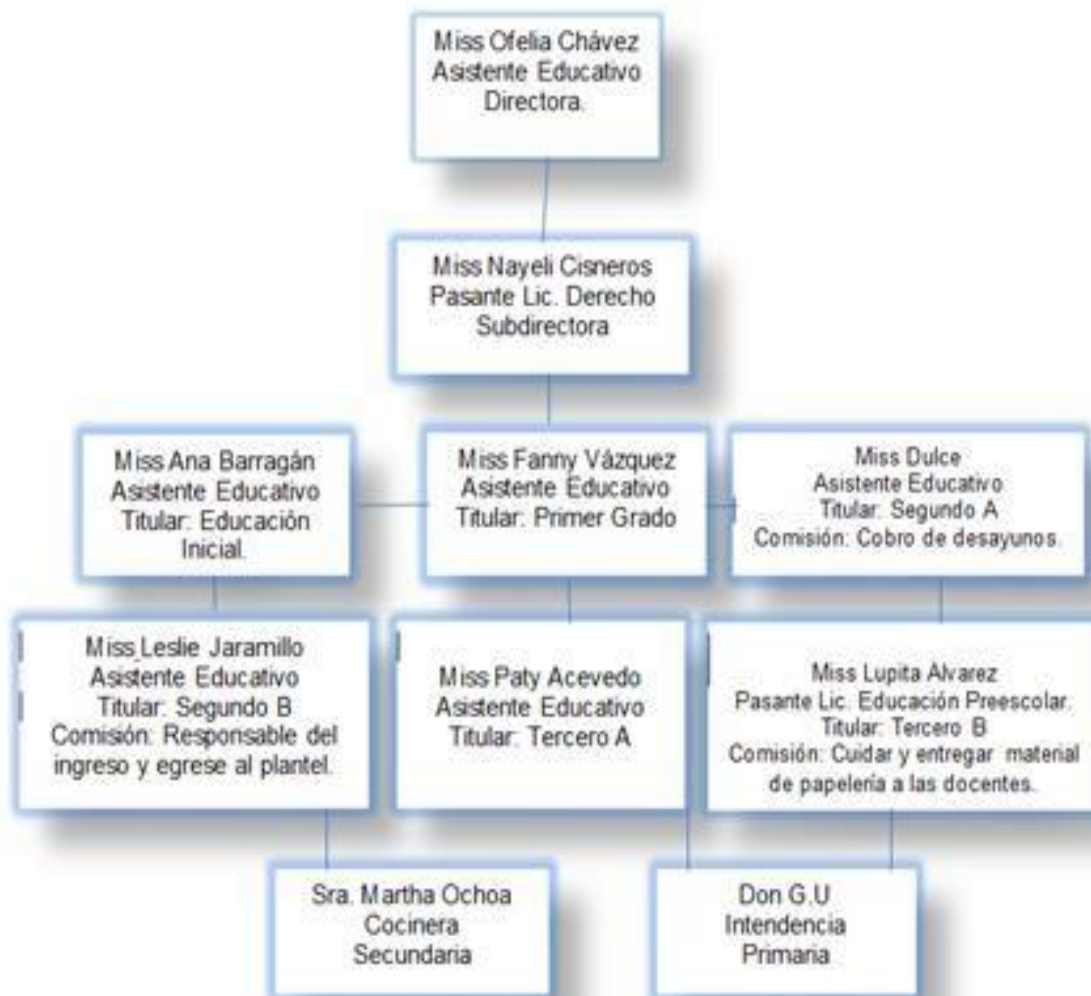 Miss Ofelia Chávez
Asistente Educativo
Directora.
Miss Nayeli Cisneros
Pasante Lic. Derecho
Subdirectora
Miss Ana Barragán
Asistente Educativo
Titular: Educación
Inicial.
Miss Fanny Vázquez
Asistente Educativo
Titular: Primer Grado
Miss Dulce
Asistente Educativo
Titular: Segundo A
Comisión: Cobro de desayunos.
Miss Leslie Jaramillo
Asistente Educativo
Titular: Segundo B
Comisión: Responsable del
ingreso y egrese al plantel.
Miss Paty Acevedo
Asistente Educativo
Titular: Tercero A
Miss Lupita Alvarez
Pasante Lic. Educación Preescolar.
Titular: Tercero B
Comisión: Cuidar y entregar material
de papelería a las docentes.
Sra. Martha Ochoa
Cocinera
Secundaria
Don G.U
Intendencia
Primaria